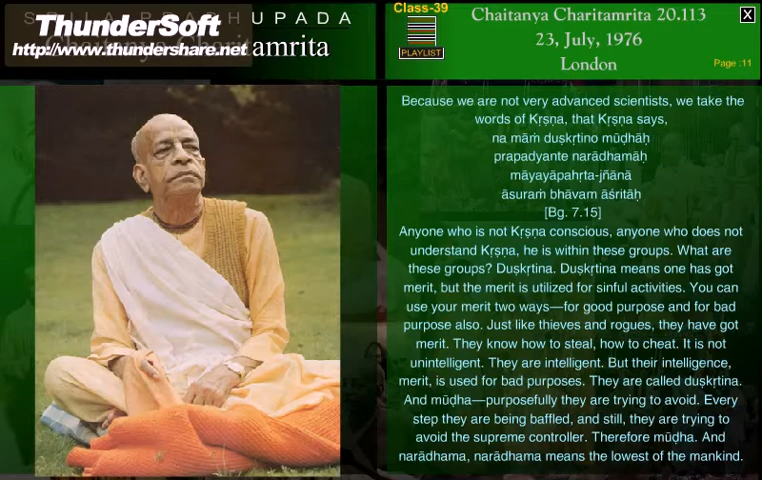 SRILA PRABHUPADA
ThunderSoft
http://www.thundershare.net
Chaitanya Charitamrita
Class-39
PLAYLIST
Chaitanya Charitamrita 20.113
23, July, 1976
London
X
Page :11
Because we are not very advanced scientists, we take the
words of Kṛṣṇa, that Kṛṣṇa says,
na māṁ duṣkṛtino mūḍhāḥ
prapadyante narādhamāḥ
māyayāpahṛta-jñānā
āsuraṁ bhāvam āśritāḥ
[Bg. 7.15]
Anyone who is not Kṛṣṇa conscious, anyone who does not
understand Kṛṣṇa, he is within these groups. What are
these groups? Duṣkṛtina. Duṣkṛtina means one has got
merit, but the merit is utilized for sinful activities. You can
use your merit two ways—for good purpose and for bad
purpose also. Just like thieves and rogues, they have got
merit. They know how to steal, how to cheat. It is not
unintelligent. They are intelligent. But their intelligence,
merit, is used for bad purposes. They are called duṣkṛtina.
And mūḍha—purposefully they are trying to avoid. Every
step they are being baffled, and still, they are trying to
avoid the supreme controller. Therefore mūḍha. And
narādhama, narādhama means the lowest of the mankind.